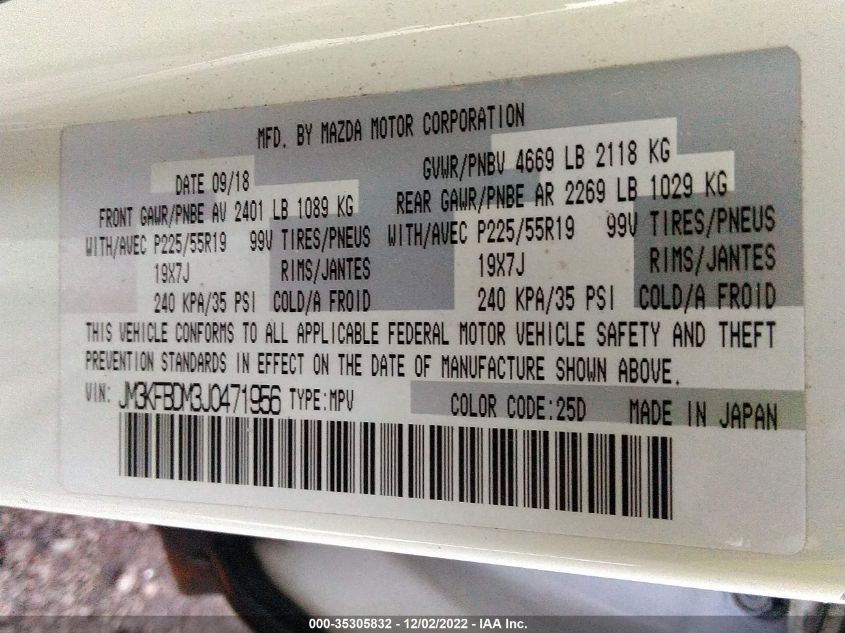 MFD. BY MAZDA MOTOR CORPORATION
DATE 09/18 GVWR/PNBV 4669 LB 2118 KG
FRONT GAWR/PNBE AV 2401 LB 1089 KG REAR GAWR/PNBE AR 2269 LB 1029 KG
WITH/AVEC P225/55R19 99V TIRES/PNEUS WITH/AVEC P225/55R19 99V TIRES/PNEUS
19X7J RIMS/JANTES 19X7J RIMS/JANTES
240 KPA/35 PSI COLD/A FROID 240 KPA/35 PSI COLD/A FROID
THIS VEHICLE CONFORMS TO ALL APPLICABLE FEDERAL MOTOR VEHICLE SAFETY AND THEFT
PREVENTION STANDARDS IN EFFECT ON THE DATE OF MANUFACTURE SHOWN ABOVE.
VIN: JM3KFBDM3J0471956 TYPE:MPV COLOR CODE:25D MADE IN JAPAN
000-35305832 - 12/02/2022 - IAA Inc.